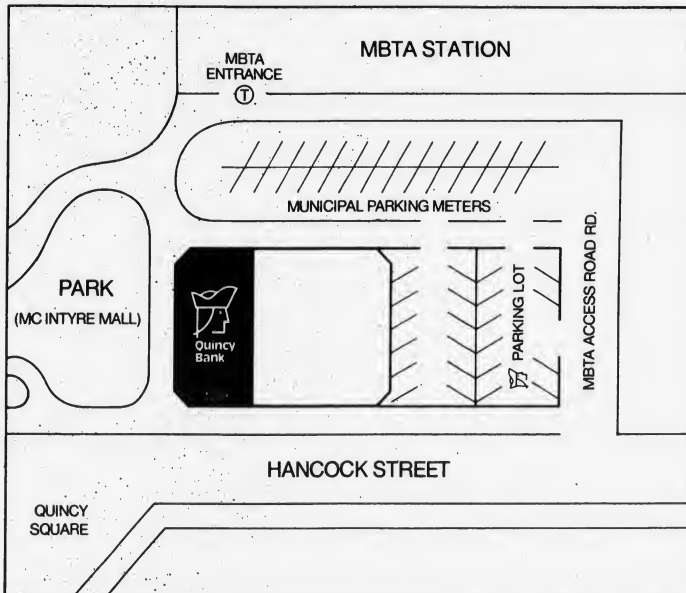 MBTA STATION
MBTA
ENTRANCE
T
MUNICIPAL PARKING METERS
PARK
(MC INTYRE MALL)
Quincy
Bank
PARKING LOT
MBTA ACCESS ROAD RD.
HANCOCK STREET
QUINCY
SQUARE